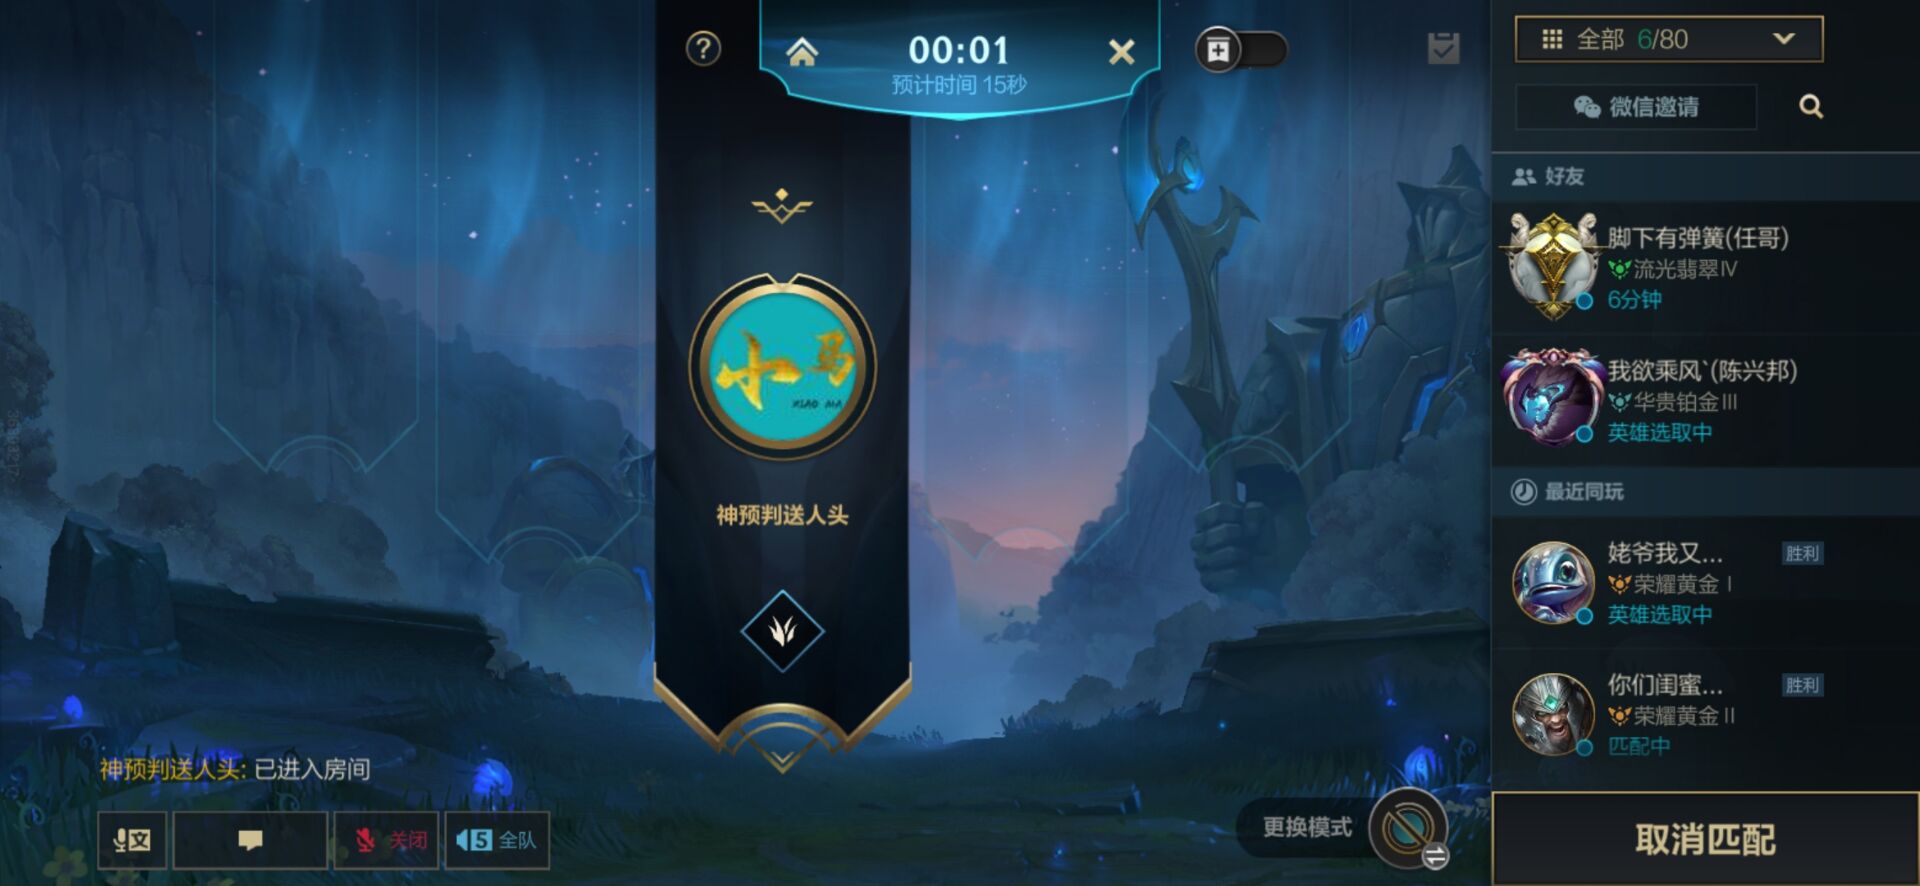 00:01
预计时间 15秒
全部 6/80
微信邀请
好友
脚下有弹簧(任哥)
流光翡翠IV
6分钟
我欲乘风`(陈兴邦)
华贵铂金III
英雄选取中
最近同玩
姥爷我又...
胜利
荣耀黄金 I
英雄选取中
你们闺蜜...
胜利
荣耀黄金 II
匹配中
小马
XIAO MA
神预判送人头
神预判送人头: 已进入房间
文
关闭
5 全队
更换模式
取消匹配